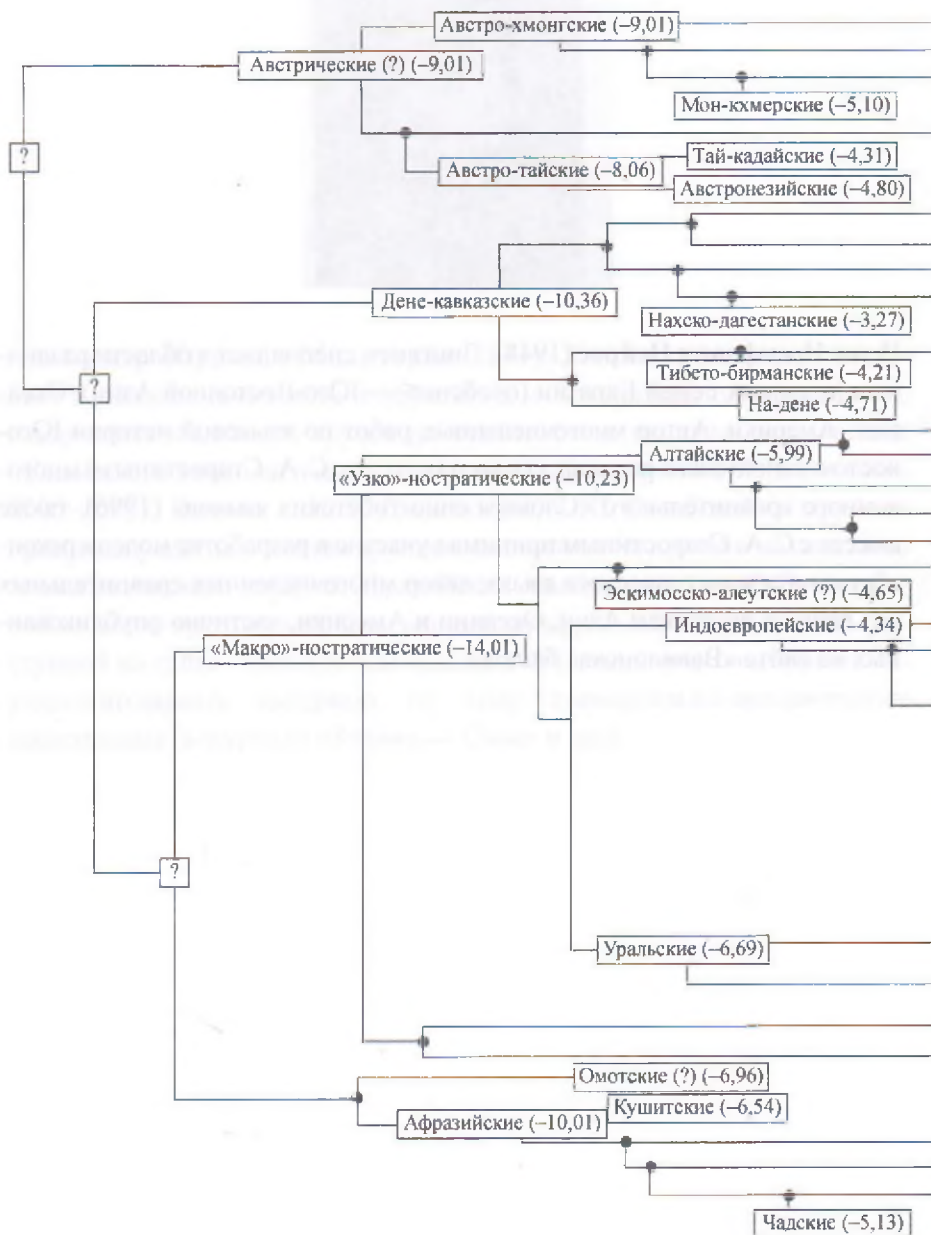 Австро-хмонгские (–9,01)
Австрические (?) (–9,01)
Мон-кхмерские (–5,10)
?
Тай-кадайские (–4,31)
Австро-тайские (–8,06)
Австронезийские (–4,80)
Дене-кавказские (–10,36)
Нахско-дагестанские (–3,27)
Тибето-бирманские (–4,21)
?
На-дене (–4,71)
Алтайские (–5,99)
«Узко»-ностратические (–10,23)
Эскимосско-алеутские (?) (–4,65)
Индоевропейские (–4,34)
«Макро»-ностратические (–14,01)
?
Уральские (–6,69)
Омотские (?) (–6,96)
Кушитские (–6,54)
Афразийские (–10,01)
Чадские (–5,13)